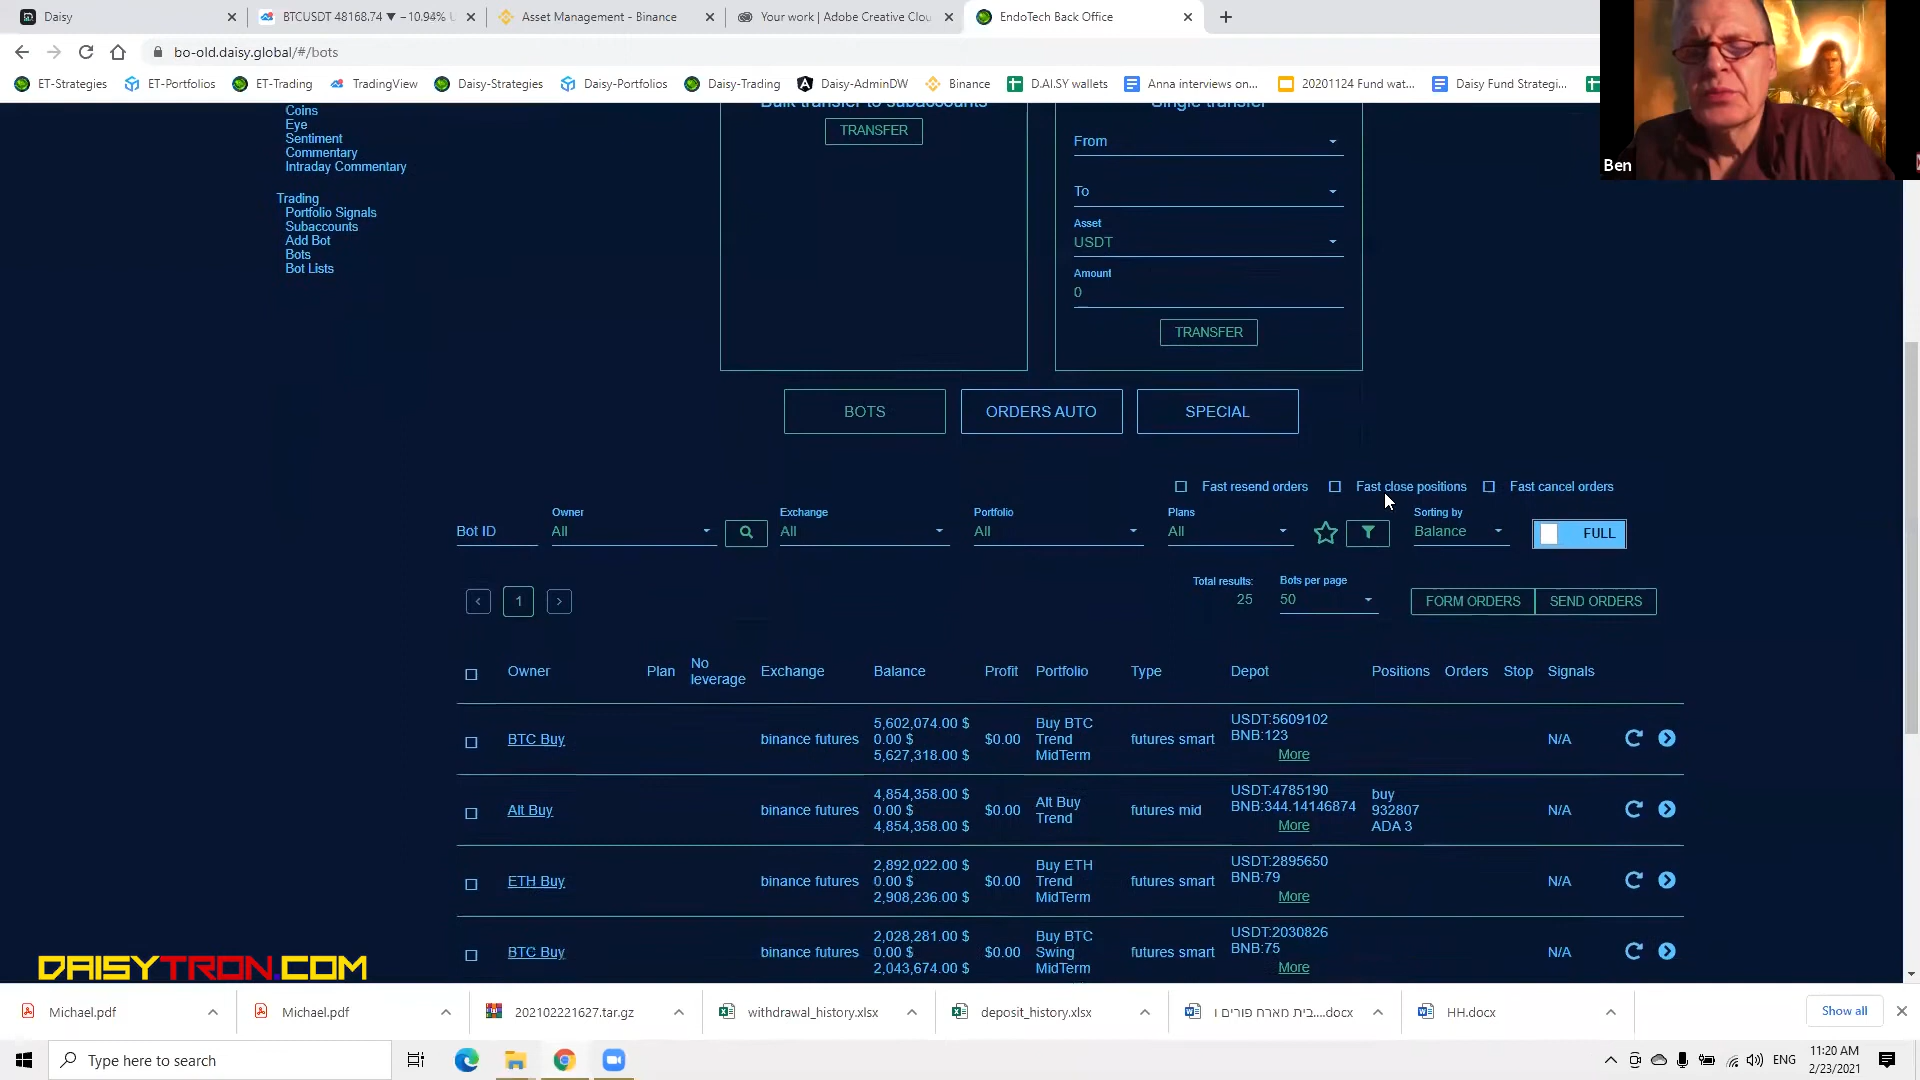 Daisy
BTCUSDT 48168.74 ▼ −10.94% U
Asset Management - Binance
Your work | Adobe Creative Clou
EndoTech Back Office
bo-old.daisy.global/#/bots
ET-Strategies
ET-Portfolios
ET-Trading
TradingView
Daisy-Strategies
Daisy-Portfolios
Daisy-Trading
Daisy-AdminDW
Binance
D.AI.SY wallets
Anna interviews on...
20201124 Fund wat...
Daisy Fund Strategi...
Ben
Coins
Eye
Sentiment
Commentary
Intraday Commentary
Trading
Portfolio Signals
Subaccounts
Add Bot
Bots
Bot Lists
Bulk transfer to subaccounts
TRANSFER
Single transfer
From
To
Asset
USDT
Amount
0
TRANSFER
BOTS
ORDERS AUTO
SPECIAL
Fast resend orders
Fast close positions
Fast cancel orders
Bot ID
Owner
All
Exchange
All
Portfolio
All
Plans
All
Sorting by
Balance
FULL
< 1 >
Total results:
25
Bots per page
50
FORM ORDERS
SEND ORDERS
Owner Plan No leverage Exchange Balance Profit Portfolio Type Depot Positions Orders Stop Signals
BTC Buy
binance futures
5,602,074.00 $
0.00 $
5,627,318.00 $
$0.00
Buy BTC
Trend
MidTerm
futures smart
USDT:5609102
BNB:123
More
N/A
Alt Buy
binance futures
4,854,358.00 $
0.00 $
4,854,358.00 $
$0.00
Alt Buy
Trend
futures mid
USDT:4785190
BNB:344.14146874
More
buy
932807
ADA 3
N/A
ETH Buy
binance futures
2,892,022.00 $
0.00 $
2,908,236.00 $
$0.00
Buy ETH
Trend
MidTerm
futures smart
USDT:2895650
BNB:79
More
N/A
BTC Buy
binance futures
2,028,281.00 $
0.00 $
2,043,674.00 $
$0.00
Buy BTC
Swing
MidTerm
futures smart
USDT:2030826
BNB:75
More
N/A
DAISYTRON.COM
Michael.pdf
Michael.pdf
202102221627.tar.gz
withdrawal_history.xlsx
deposit_history.xlsx
בית מארח פורים ו....docx
HH.docx
Show all
Type here to search
ENG
11:20 AM
2/23/2021